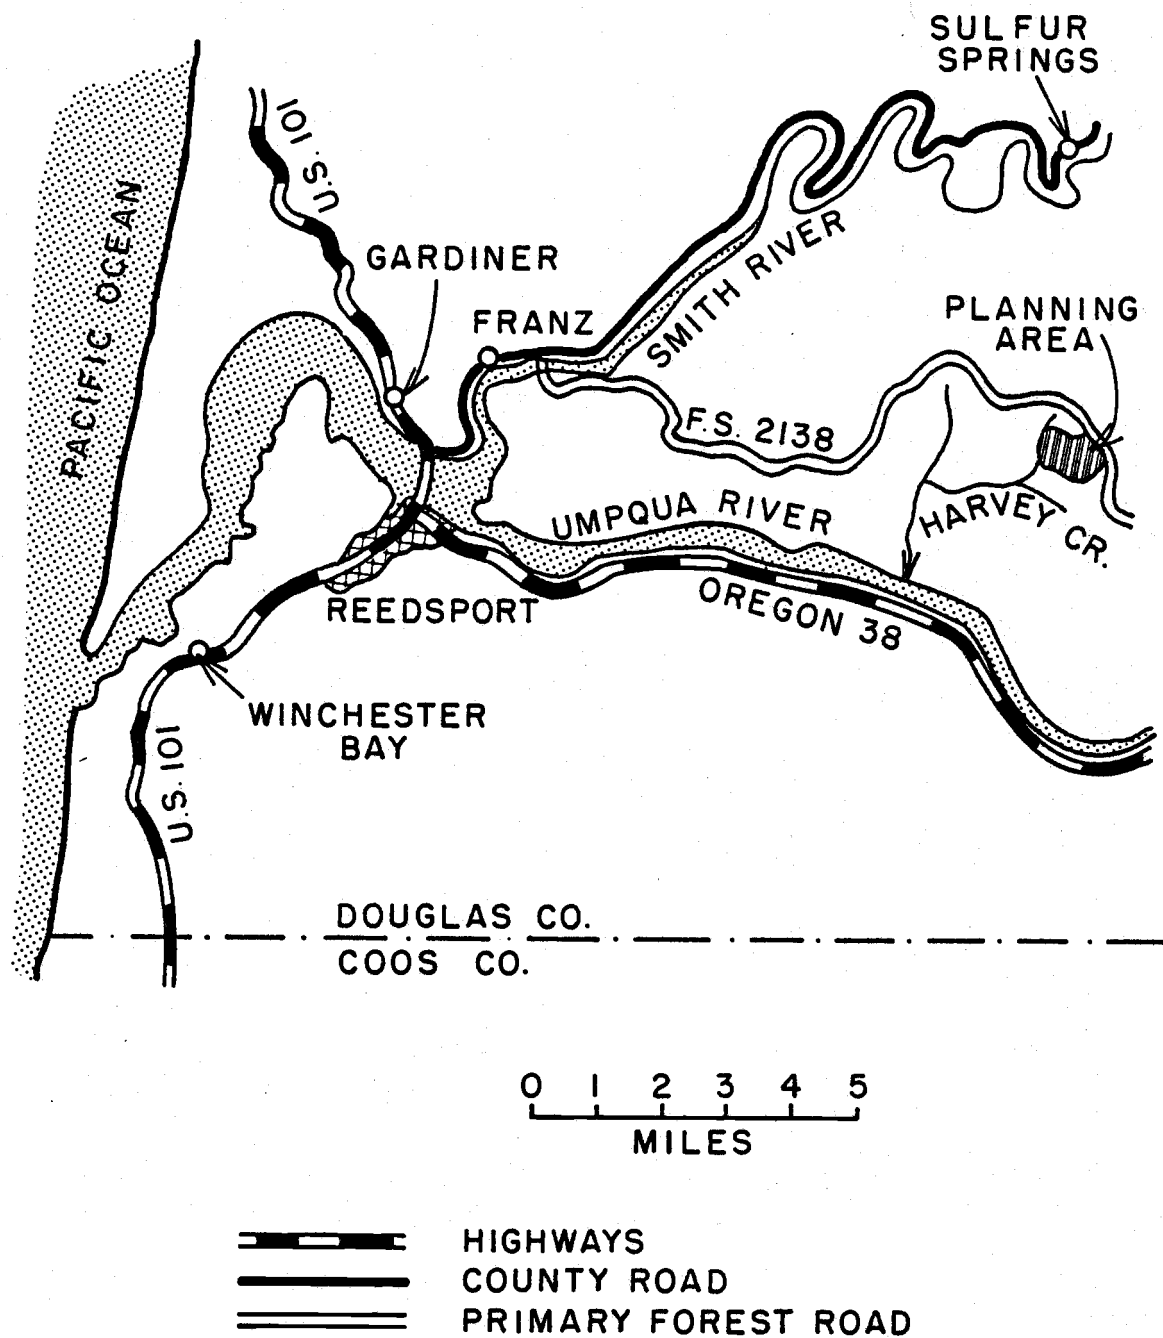 SULFUR
SPRINGS
U.S. 101
PACIFIC OCEAN
GARDINER
FRANZ
SMITH RIVER
PLANNING
AREA
F.S. 2138
UMPQUA RIVER
HARVEY CR.
OREGON 38
REEDSPORT
WINCHESTER
BAY
U.S. 101
DOUGLAS CO.
COOS CO.
0 1 2 3 4 5
MILES
HIGHWAYS
COUNTY ROAD
PRIMARY FOREST ROAD